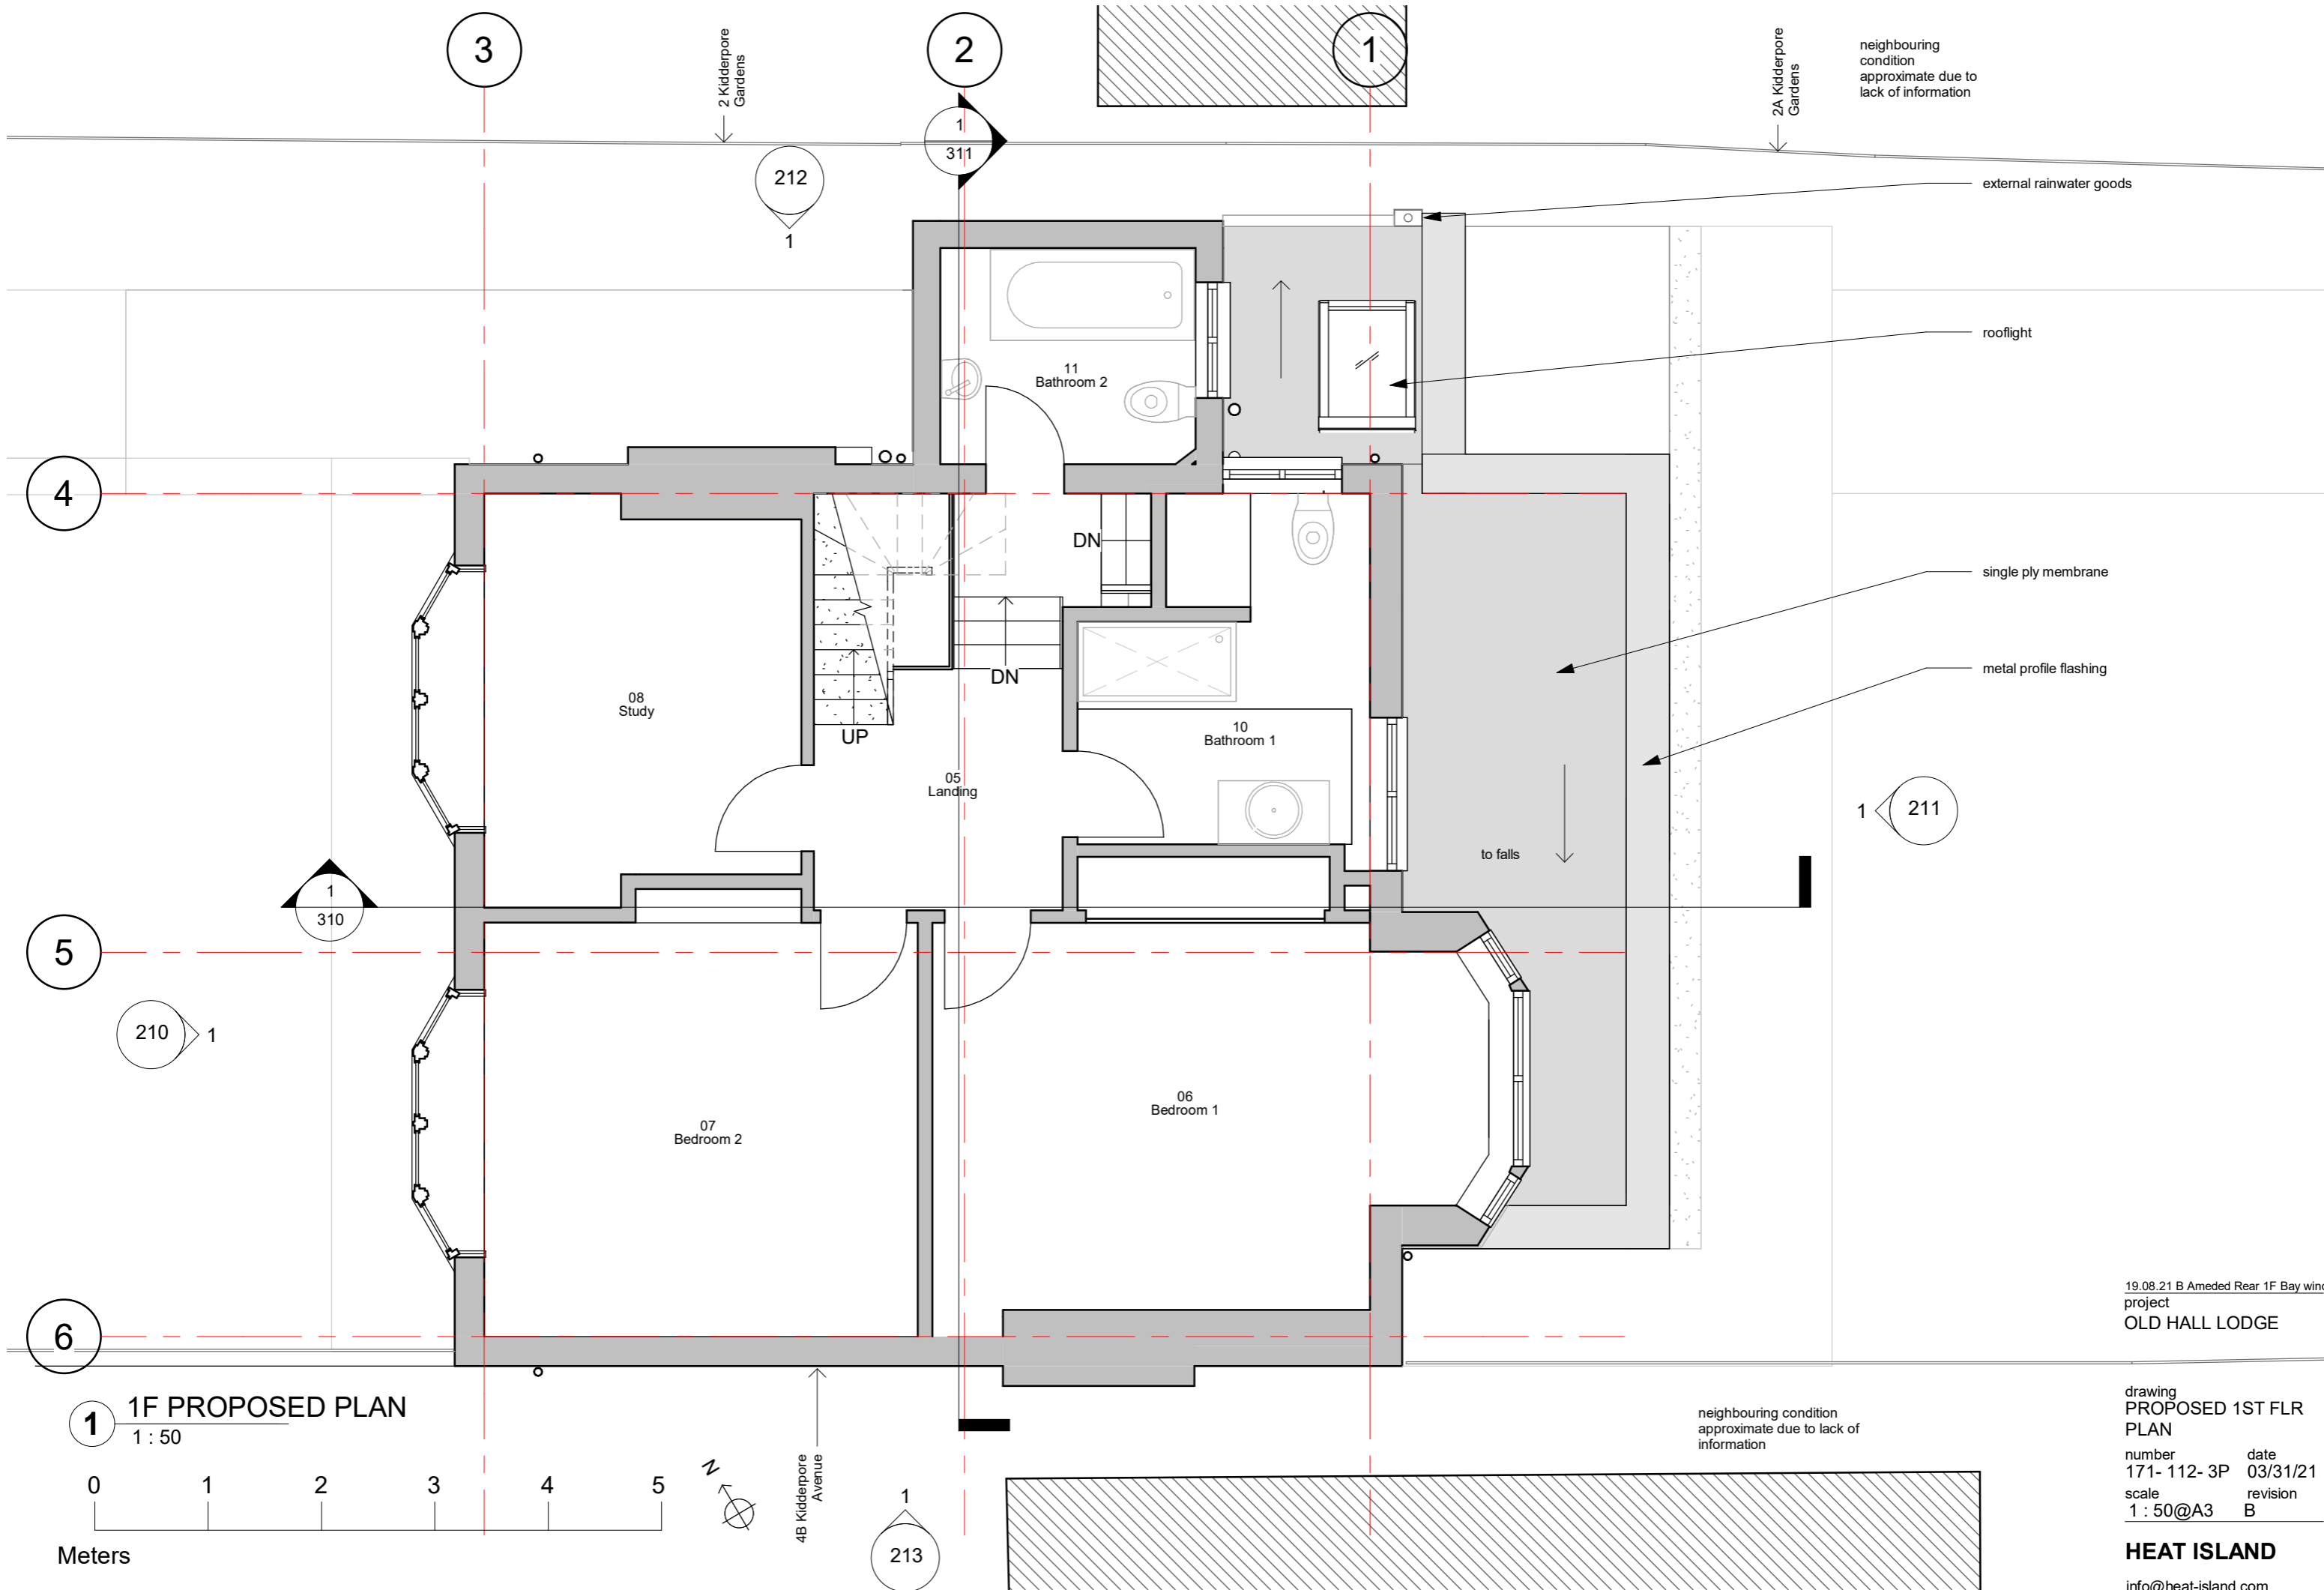 3
2
1
2 Kidderpore
Gardens
2A Kidderpore
Gardens
neighbouring
condition
approximate due to
lack of information
1
311
212
1
external rainwater goods
rooflight
11
Bathroom 2
4
DN
single ply membrane
DN
metal profile flashing
08
Study
UP
10
Bathroom 1
05
Landing
1
211
to falls
1
310
5
210
1
06
Bedroom 1
07
Bedroom 2
19.08.21 B Ameded Rear 1F Bay
project
OLD HALL LODGE
6
1
1F PROPOSED PLAN
1 : 50
drawing
PROPOSED 1ST FLR
PLAN
neighbouring condition
approximate due to lack of
information
number
date
171- 112- 3P
03/31/21
scale
revision
1 : 50@A3
B
0
1
2
3
4
5
Meters
N
4B Kidderpore
Avenue
1
213
HEAT ISLAND
info@heat-island.com